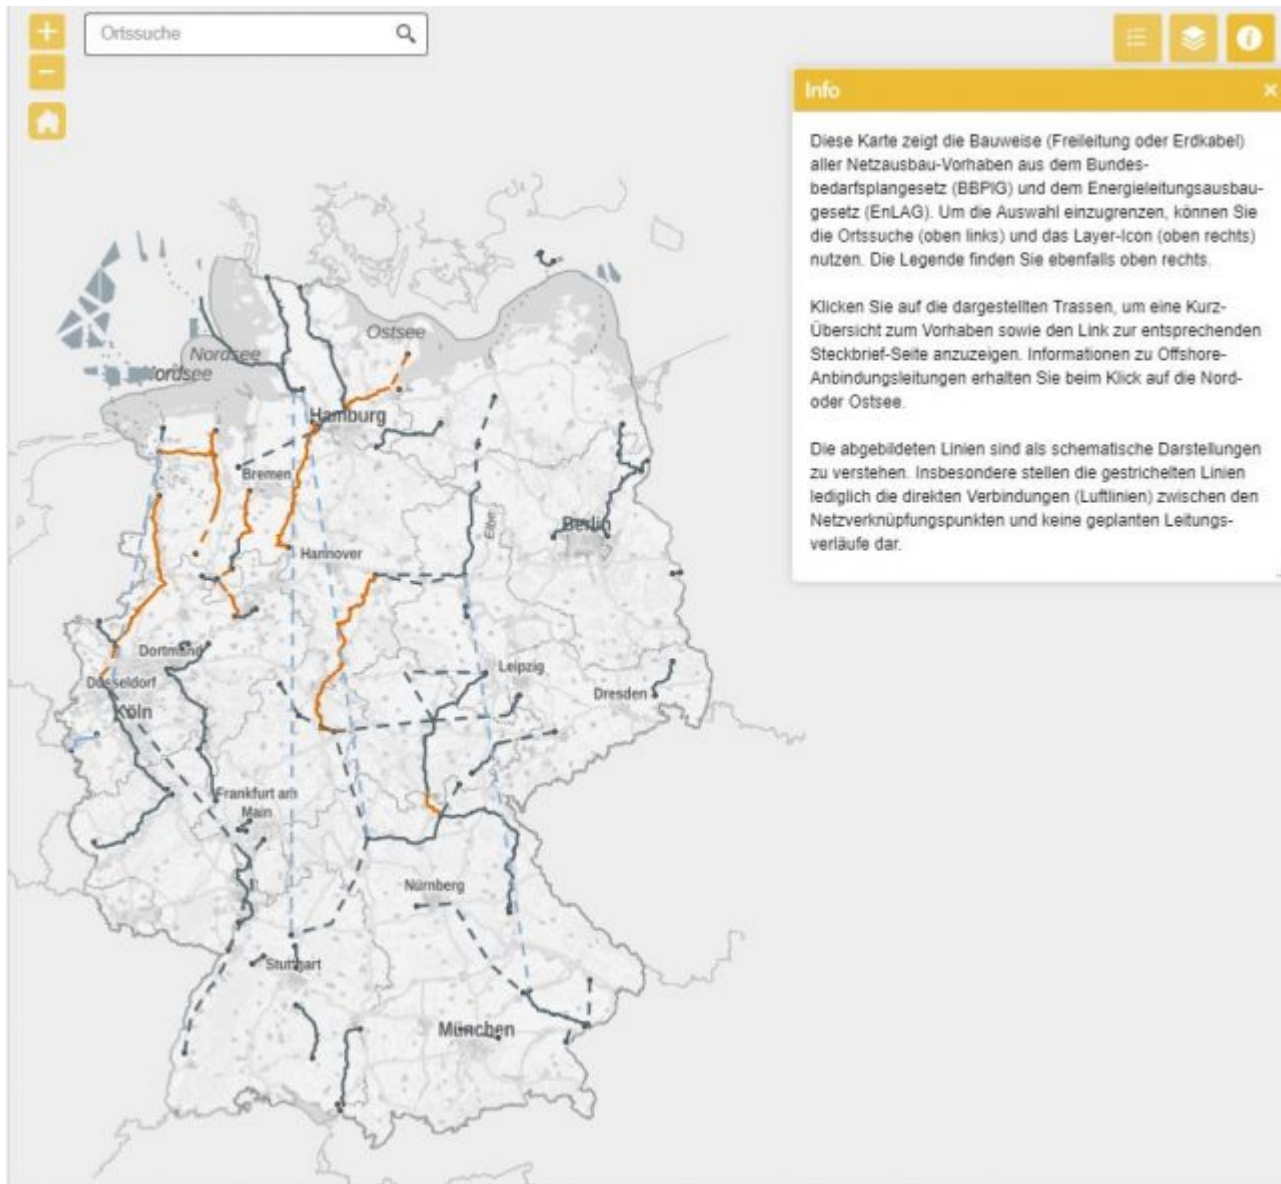 Ortssuche
Info
Diese Karte zeigt die Bauweise (Freileitung oder Erdkabel)
aller Netzausbau-Vorhaben aus dem Bundes-
bedarfsplangesetz (BBPlG) und dem Energieleitungsausbau-
gesetz (EnLAG). Um die Auswahl einzugrenzen, können Sie
die Ortssuche (oben links) und das Layer-Icon (oben rechts)
nutzen. Die Legende finden Sie ebenfalls oben rechts.
Klicken Sie auf die dargestellten Trassen, um eine Kurz-
Übersicht zum Vorhaben sowie den Link zur entsprechenden
Steckbrief-Seite anzuzeigen. Informationen zu Offshore-
Anbindungsleitungen erhalten Sie beim Klick auf die Nord-
oder Ostsee.
Die abgebildeten Linien sind als schematische Darstellungen
zu verstehen. Insbesondere stellen die gestrichelten Linien
lediglich die direkten Verbindungen (Luftlinien) zwischen den
Netzverknüpfungspunkten und keine geplanten Leitungs-
verläufe dar.
Ostsee
Nordsee
ordsee
Hamburg
Bremen
Elbe
Berlin
Hannover
Dortmund
Leipzig
Düsseldorf
Dresden
Köln
Frankfurt am
Main
Nürnberg
Stuttgart
München